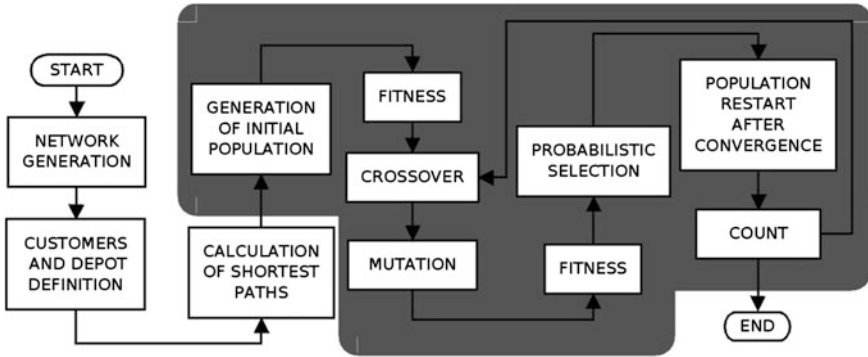 START
NETWORK
GENERATION
CUSTOMERS
AND DEPOT
DEFINITION
CALCULATION
OF SHORTEST
PATHS
GENERATION
OF INITIAL
POPULATION
FITNESS
CROSSOVER
MUTATION
FITNESS
PROBABILISTIC
SELECTION
POPULATION
RESTART
AFTER
CONVERGENCE
COUNT
END